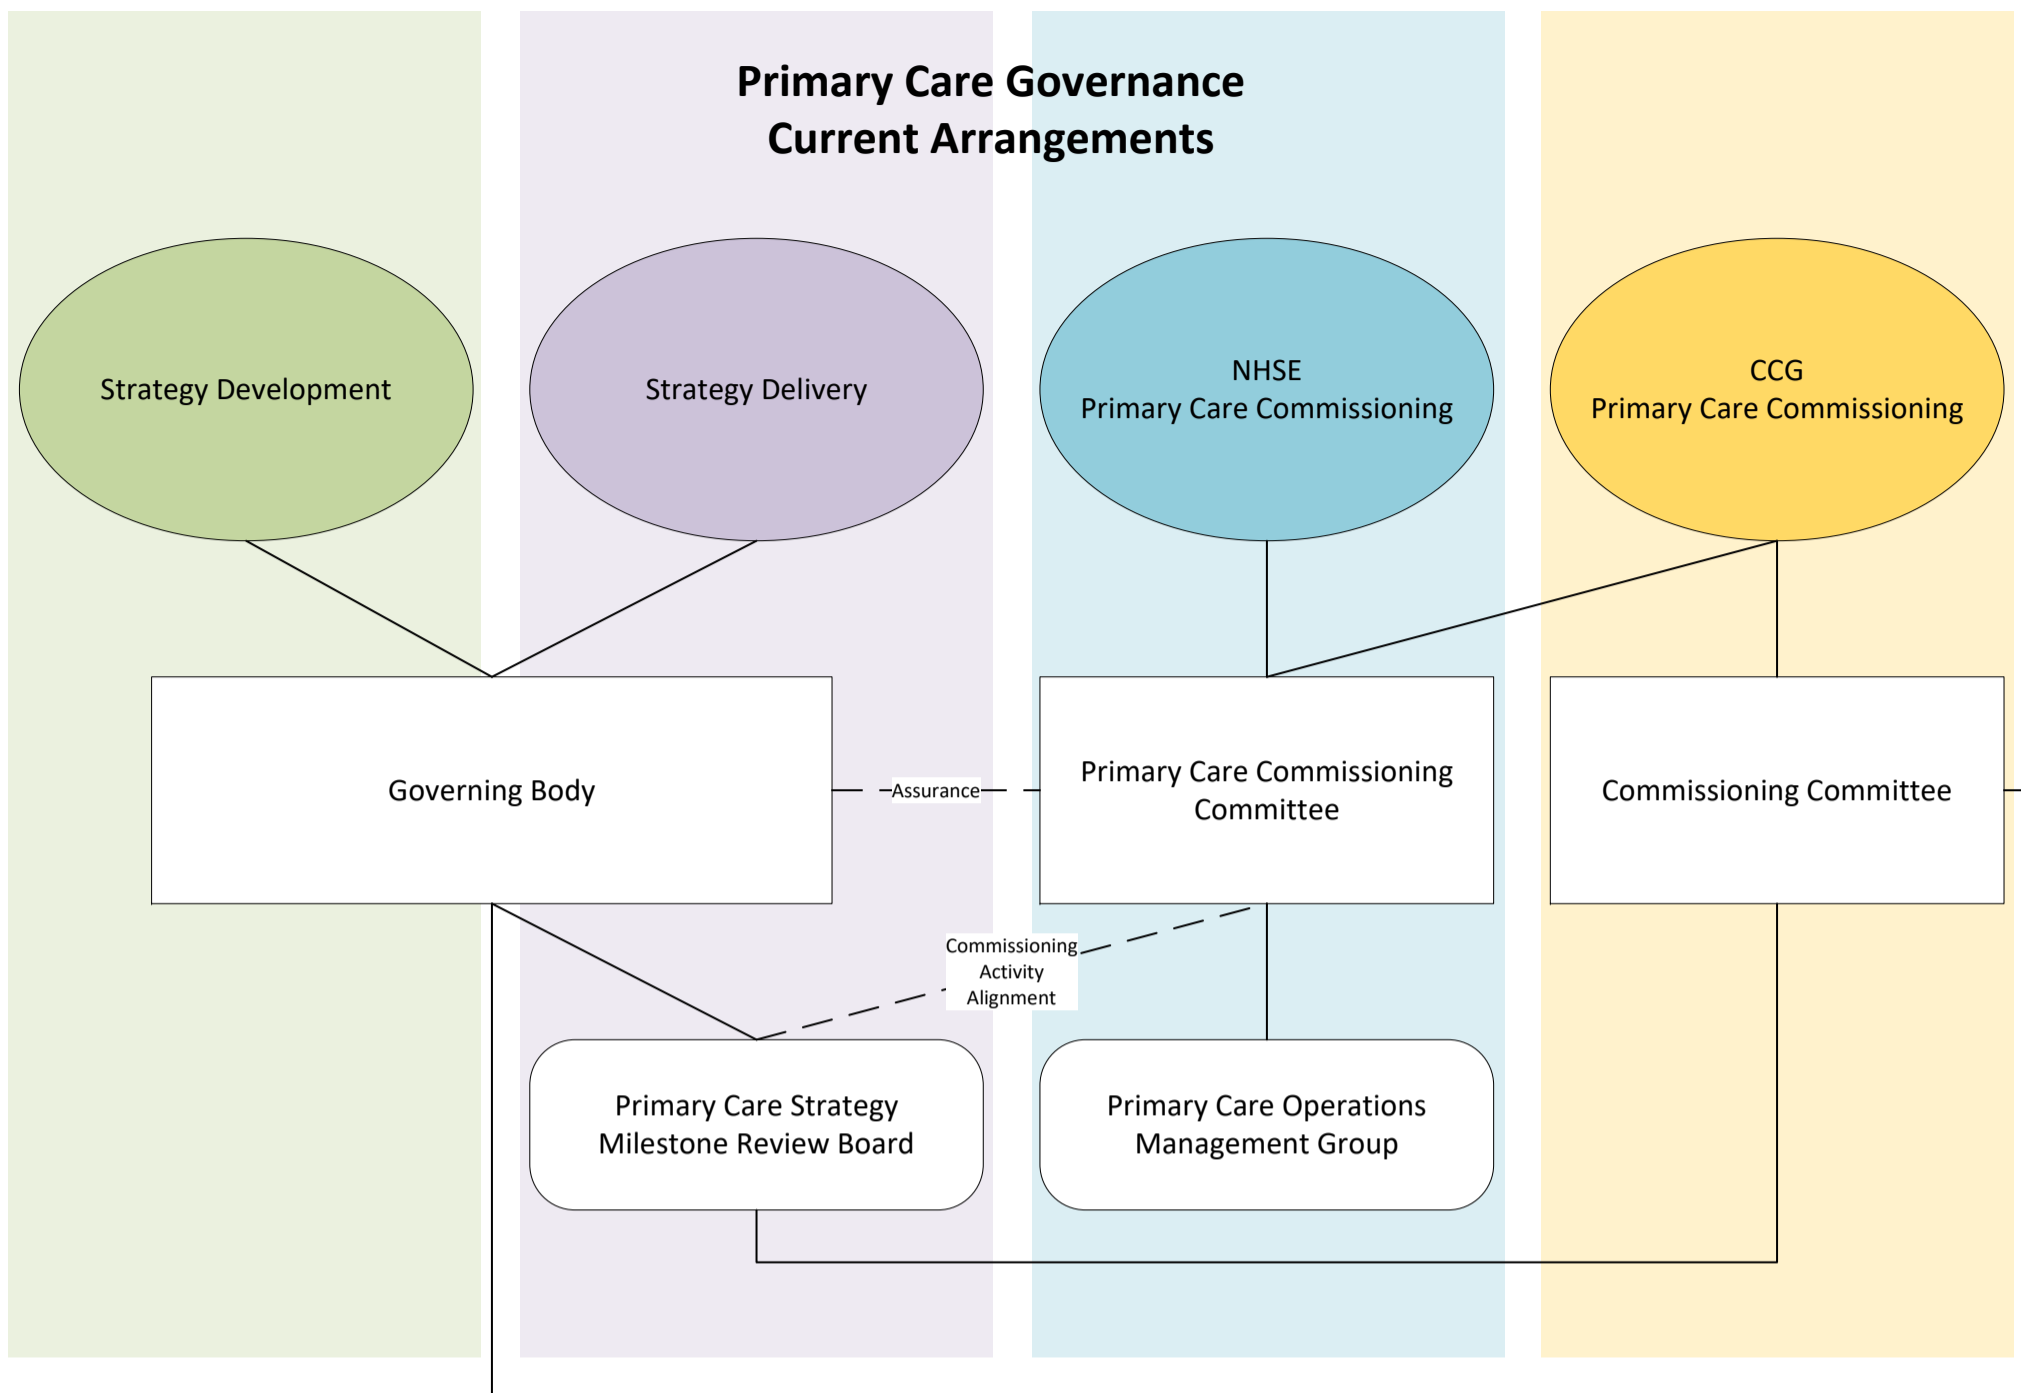 Primary Care Governance
Current Arrangements
Strategy Development
Strategy Delivery
NHSE
Primary Care Commissioning
CCG
Primary Care Commissioning
Governing Body
Assurance
Primary Care Commissioning
Committee
Commissioning Committee
Commissioning
Activity
Alignment
Primary Care Strategy
Milestone Review Board
Primary Care Operations
Management Group